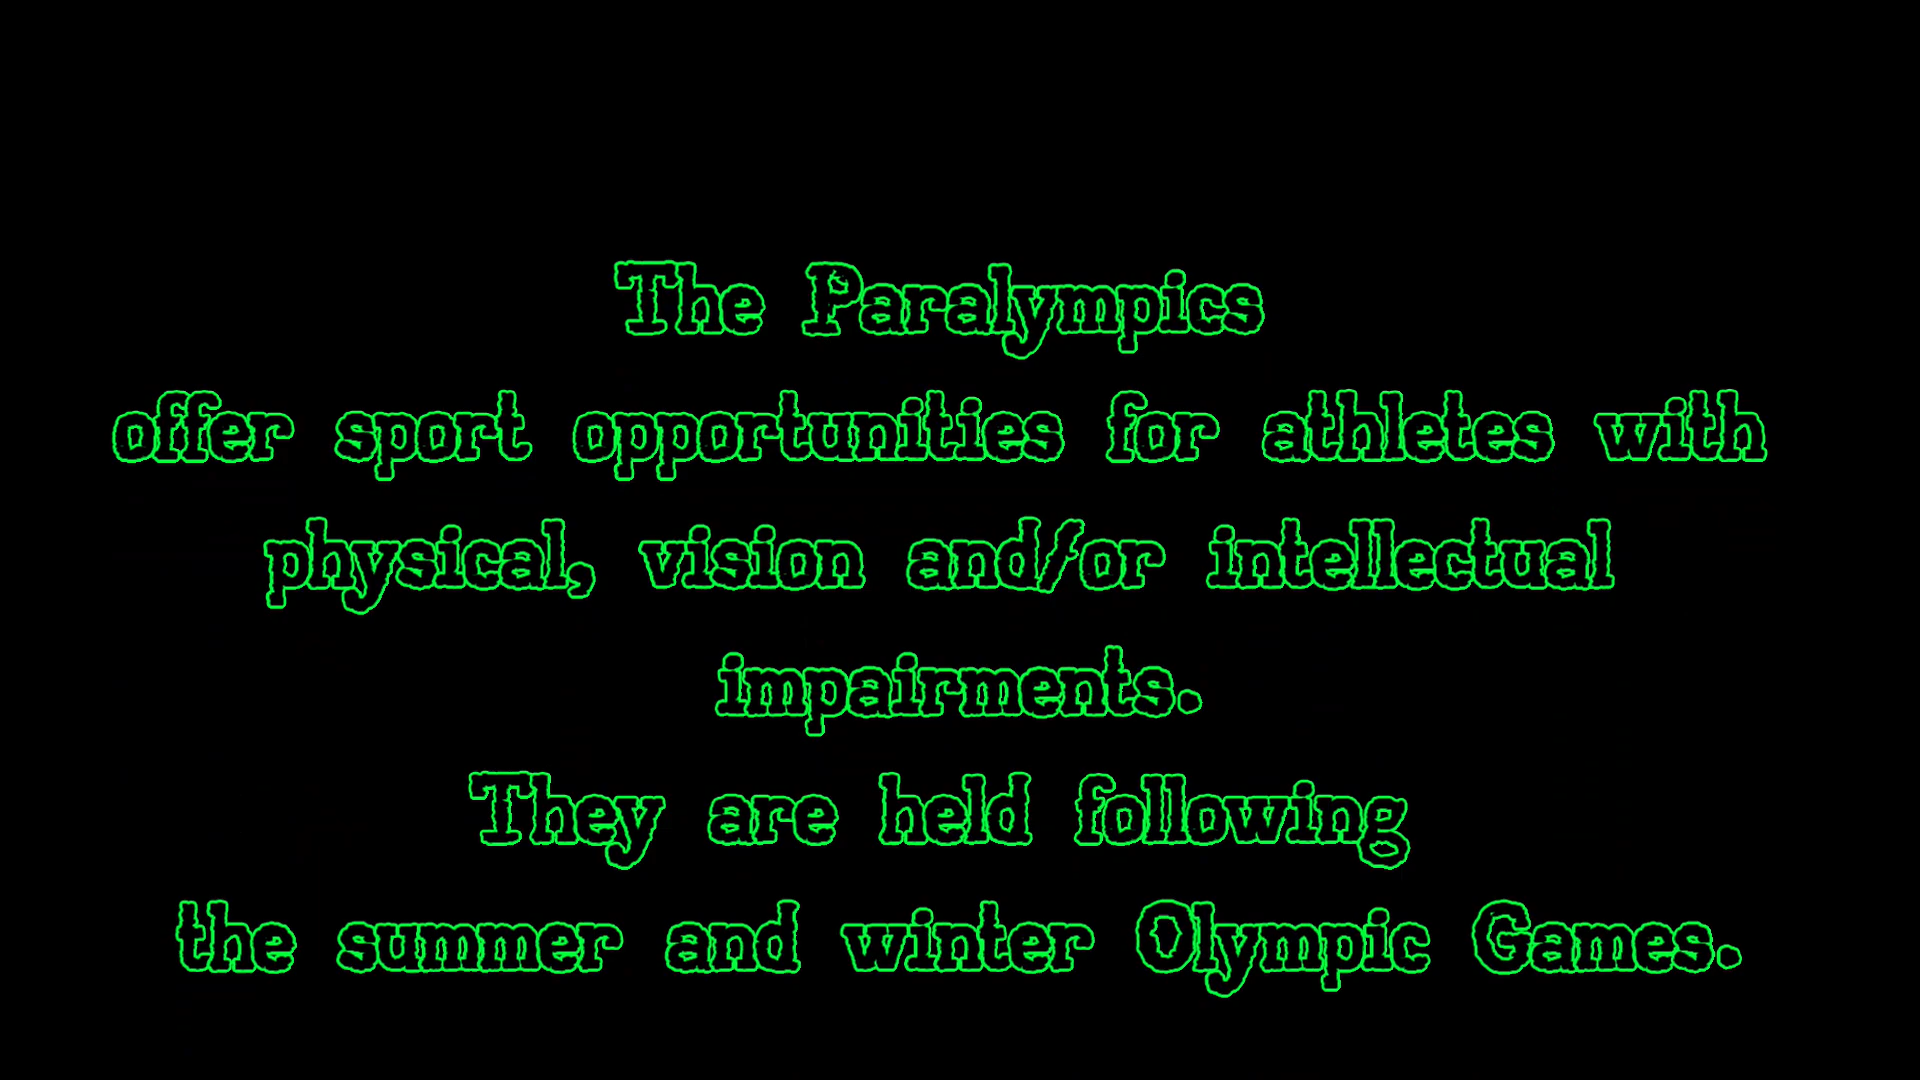 The Paralympics
offer sport opportunities for athletes with
physical, vision and/or intellectual
impairments.
They are held following
the summer and winter Olympic Games.